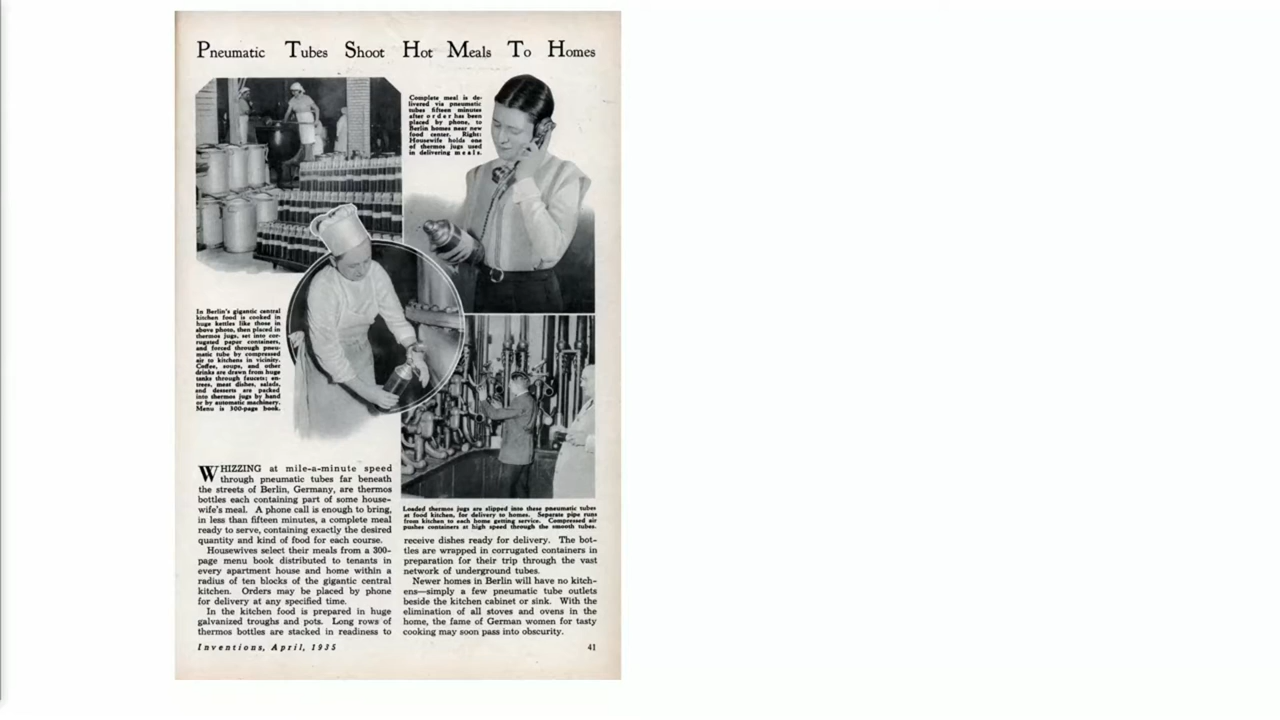 Pneumatic Tubes Shoot Hot Meals To Homes
Complete meal is de-
livered via pneumatic
tubes fifteen minutes
after order has been
placed by phone, to
Berlin homes near new
food center. Right:
Housewife holds one
of thermos jugs used
in delivering meals.
In Berlin's gigantic central
kitchen food is cooked in
huge kettles like those in
above photo, then placed in
thermos jugs, set into cor-
rugated paper containers,
and forced through pneu-
matic tube by compressed
air to kitchens in vicinity.
Coffee, soups, and other
drinks are drawn from huge
tanks through faucets; en-
trees, meat dishes, salads,
and desserts are packed
into thermos jugs by hand
or by automatic machinery.
Menu is 300-page book.
WHIZZING at mile-a-minute speed
through pneumatic tubes far beneath
the streets of Berlin, Germany, are thermos
bottles each containing part of some house-
wife's meal. A phone call is enough to bring,
in less than fifteen minutes, a complete meal
ready to serve, containing exactly the desired
quantity and kind of food for each course.
Housewives select their meals from a 300-
page menu book distributed to tenants in
every apartment house and home within a
radius of ten blocks of the gigantic central
kitchen. Orders may be placed by phone
for delivery at any specified time.
In the kitchen food is prepared in huge
galvanized troughs and pots. Long rows of
thermos bottles are stacked in readiness to
Loaded thermos jugs are slipped into these pneumatic tubes
at food kitchen, for delivery to homes. Separate pipe runs
from kitchen to each home getting service. Compressed air
pushes containers at high speed through the smooth tubes.
receive dishes ready for delivery. The bot-
tles are wrapped in corrugated containers in
preparation for their trip through the vast
network of underground tubes.
Newer homes in Berlin will have no kitch-
ens—simply a few pneumatic tube outlets
beside the kitchen cabinet or sink. With the
elimination of all stoves and ovens in the
home, the fame of German women for tasty
cooking may soon pass into obscurity.
Inventions, April, 1935
41